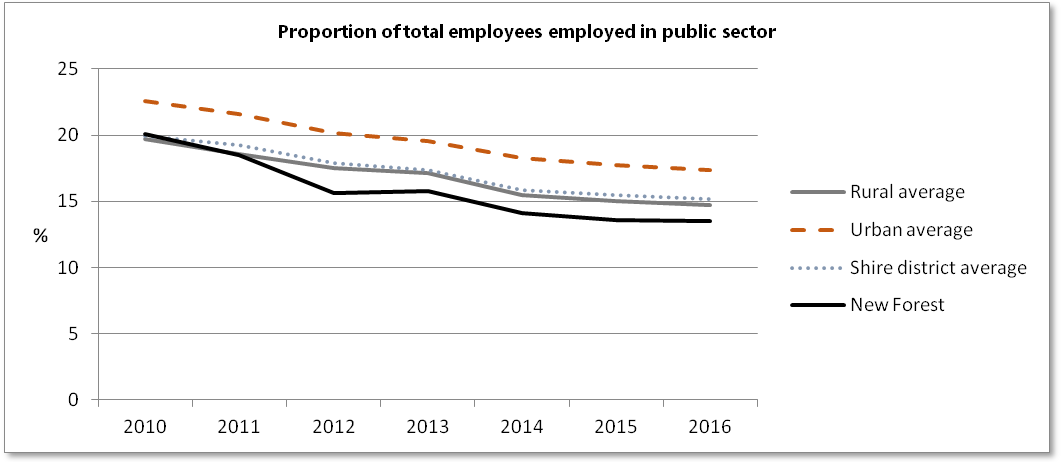 Proportion of total employees employed in public sector
25
20
15
10
5
0
%
2010 2011 2012 2013 2014 2015 2016
Rural average
Urban average
Shire district average
New Forest